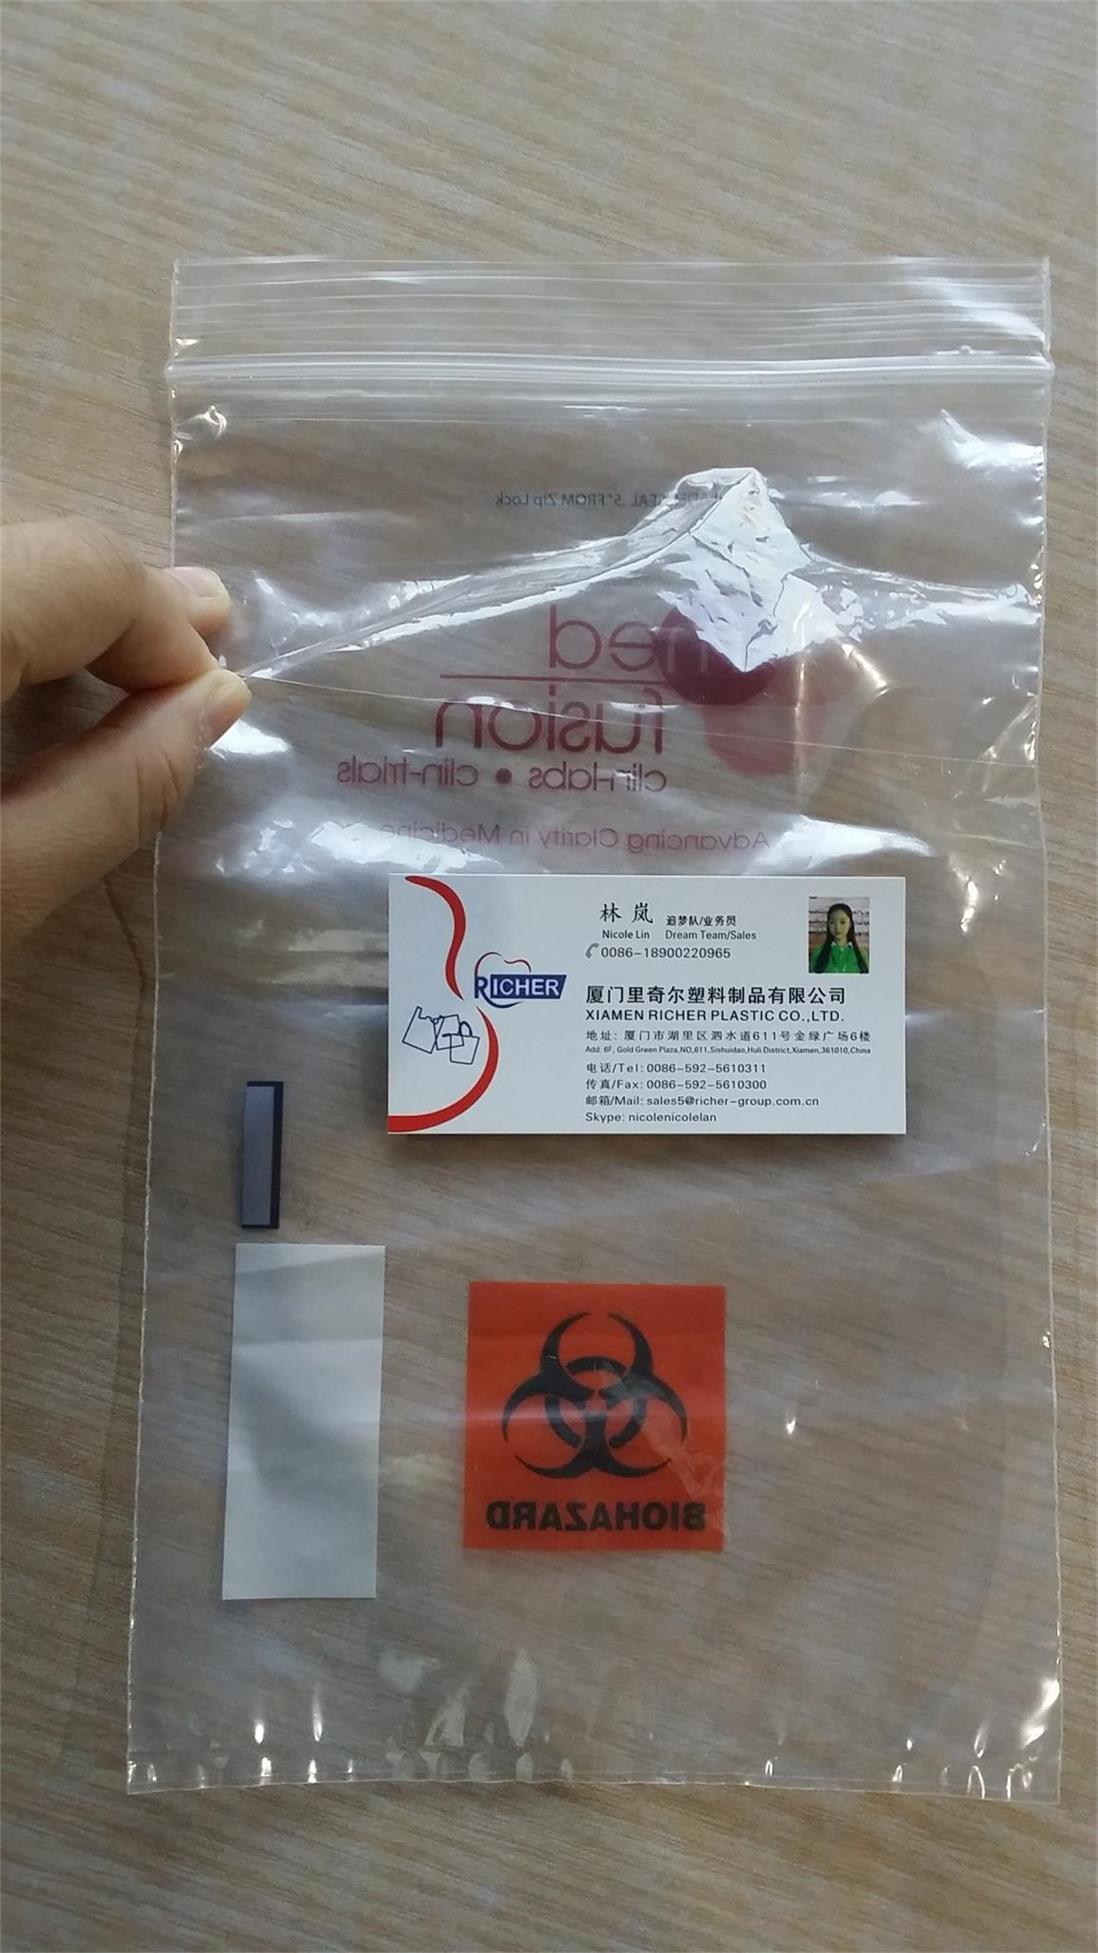 SEAL .5" FROM Zip Lock
med
fusion
clin-labs • clin-trials
Advancing Clarity in Medicine
林岚 追梦队/业务员
Nicole Lin Dream Team/Sales
0086-18900220965
RICHER
厦门里奇尔塑料制品有限公司
XIAMEN RICHER PLASTIC CO.,LTD.
地址: 厦门市湖里区泗水道611号金绿广场6楼
Add. 6F, Gold Green Plaza,NO,611,Sishuidao,Huli District,Xiamen,361010,China
电话/Tel: 0086-592-5610311
传真/Fax: 0086-592-5610300
邮箱/Mail: sales5@richer-group.com.cn
Skype: nicolenicolelan
BIOHAZARD